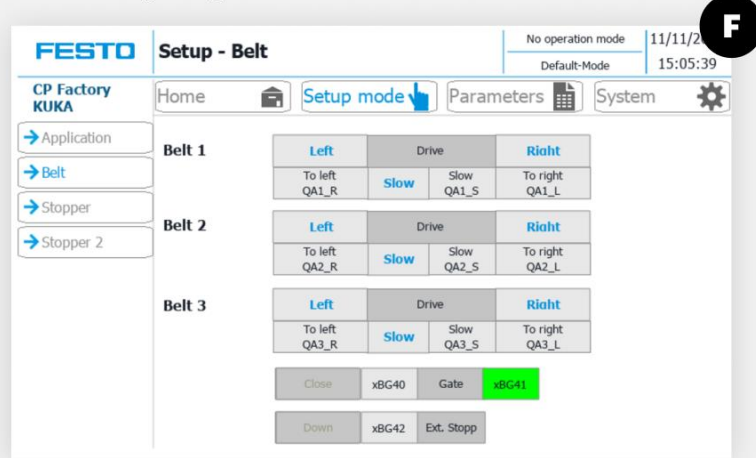 F
FESTO
Setup - Belt
No operation mode
Default-Mode
11/11/20
15:05:39
CP Factory
KUKA
Home
Setup mode
Parameters
System
Application
Belt
Stopper
Stopper 2
Belt 1
Left
Drive
Right
To left
QA1_R
Slow
Slow
QA1_S
To right
QA1_L
Belt 2
Left
Drive
Right
To left
QA2_R
Slow
Slow
QA2_S
To right
QA2_L
Belt 3
Left
Drive
Right
To left
QA3_R
Slow
Slow
QA3_S
To right
QA3_L
Close
xBG40
Gate
xBG41
Down
xBG42
Ext. Stopp